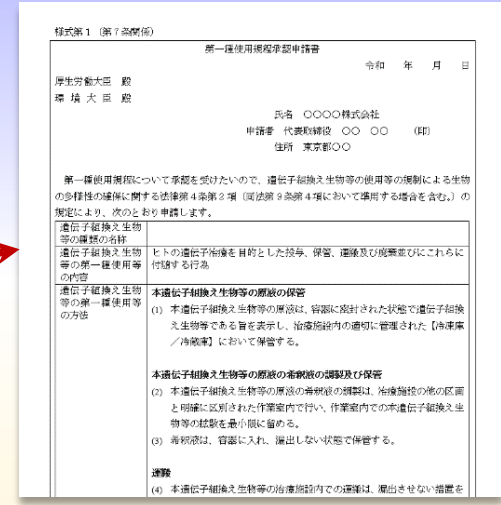 様式第1（第7条関係）
第一種使用規程承認申請書
令和　年　月　日
厚生労働大臣　殿
環 境 大 臣　殿
氏名　○○○○株式会社
申請者　代表取締役　○○　○○　（印）
住所　東京都○○
第一種使用規程について承認を受けたいので、遺伝子組換え生物等の使用等の規制による生物
の多様性の確保に関する法律第4条第2項（同法第9条第4項において準用する場合を含む。）の
規定により、次のとおり申請します。
遺伝子組換え生物
等の種類の名称
遺伝子組換え生物
等の第一種使用等
の内容
ヒトの遺伝子治療を目的とした投与、保管、運搬及び廃棄並びにこれらに
付随する行為
遺伝子組換え生物
等の第一種使用等
の方法
本遺伝子組換え生物等の原液の保管
(1) 本遺伝子組換え生物等の原液は、容器に密封された状態で遺伝子組換
え生物等である旨を表示し、治療施設内の適切に管理された【冷凍庫
／冷蔵庫】において保管する。
本遺伝子組換え生物等の原液の希釈液の調製及び保管
(2) 本遺伝子組換え生物等の原液の希釈液の調製は、治療施設の他の区画
と明確に区別された作業室内で行い、作業室内での本遺伝子組換え生
物等の拡散を最小限に留める。
(3) 希釈液は、容器に入れ、漏出しない状態で保管する。
運搬
(4) 本遺伝子組換え生物等の治療施設内での運搬は、漏出させない措置を